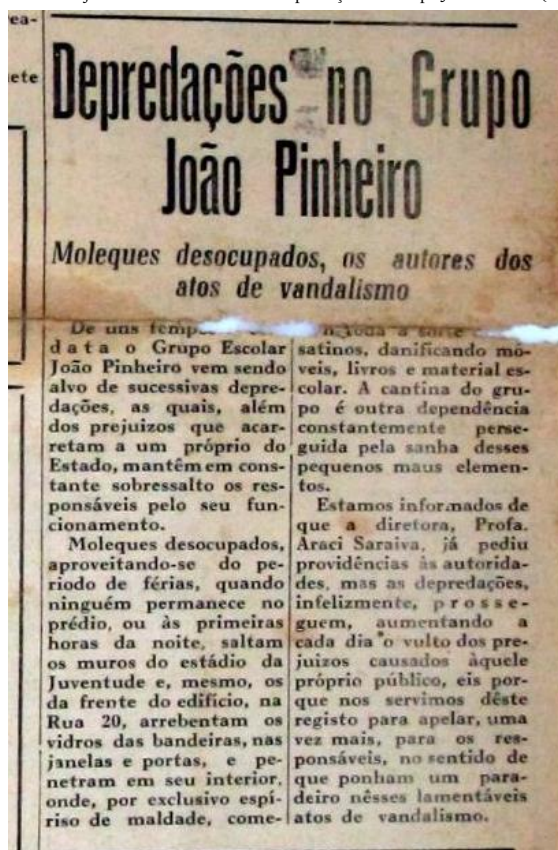 ea-
ete
Depredações no Grupo
João Pinheiro
Moleques desocupados, os autores dos
atos de vandalismo
De uns
data o Grupo Escolar
João Pinheiro vem sendo
alvo de sucessivas depre-
dações, as quais, além
dos prejuizos que acar-
retam a um próprio do
Estado, mantêm em cons-
tante sobressalto os res-
ponsáveis pelo seu fun-
cionamento.
Moleques desocupados,
aproveitando-se do pe-
riodo de férias, quando
ninguém permanece no
prédio, ou às primeiras
horas da noite, saltam
os muros do estádio da
Juventude e, mesmo, os
da frente do edifício, na
Rua 20, arrebentam os
vidros das bandeiras, nas
janelas e portas, e pe-
netram em seu interior,
onde, por exclusivo espí-
riso de maldade, come-
toda a sorte
satinos, danificando mó-
veis, livros e material es-
colar. A cantina do gru-
po é outra dependência
constantemente perse-
guida pela sanha desses
pequenos maus elemen-
tos.
Estamos informados de
que a diretora, Profa.
Araci Saraiva, já pediu
providências às autorida-
des, mas as depredações,
infelizmente, prosse-
guem, aumentando a
cada dia o vulto dos pre-
juizos causados àquele
próprio público, eis por-
que nos servimos dêste
registo para apelar, uma
vez mais, para os res-
ponsáveis, no sentido de
que ponham um para-
deiro nêsses lamentáveis
atos de vandalismo.